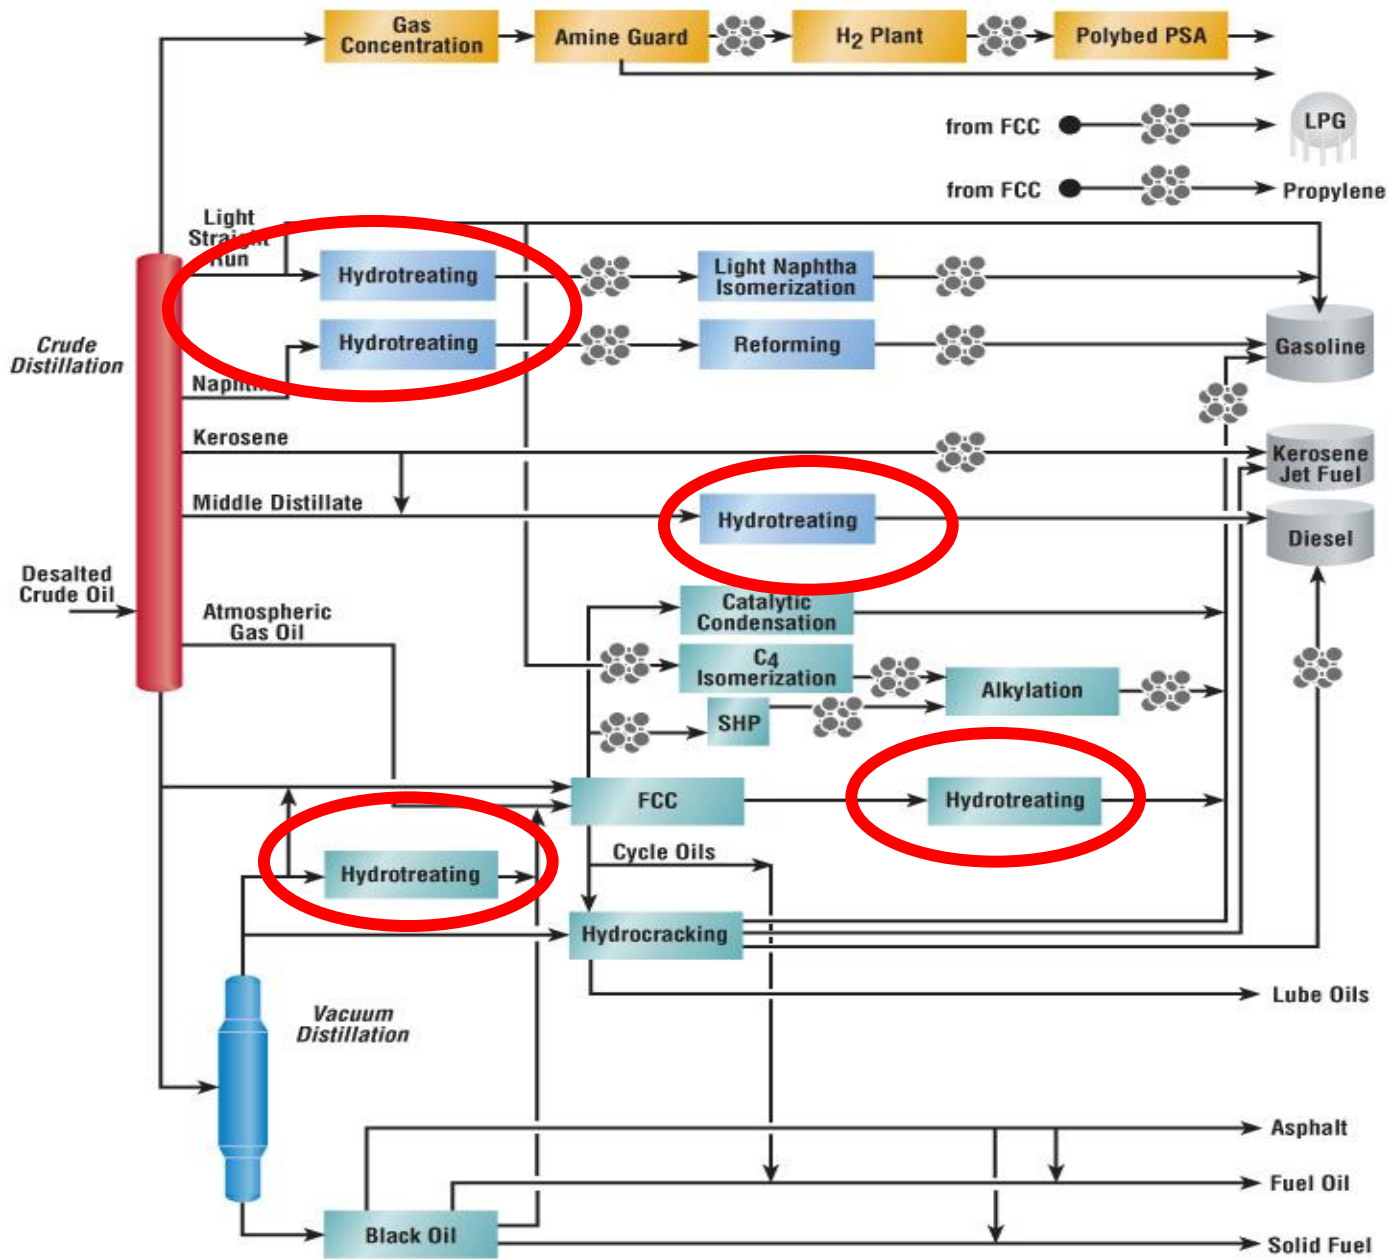 Gas
Concentration
Amine Guard
H2 Plant
Polybed PSA
from FCC
LPG
from FCC
Propylene
Light
Straight
Run
Hydrotreating
Light Naphtha
Isomerization
Hydrotreating
Reforming
Gasoline
Crude
Distillation
Naphtha
Kerosene
Kerosene
Jet Fuel
Middle Distillate
Hydrotreating
Diesel
Desalted
Crude Oil
Atmospheric
Gas Oil
Catalytic
Condensation
C4
Isomerization
Alkylation
SHP
FCC
Hydrotreating
Cycle Oils
Hydrotreating
Hydrocracking
Lube Oils
Vacuum
Distillation
Asphalt
Fuel Oil
Black Oil
Solid Fuel